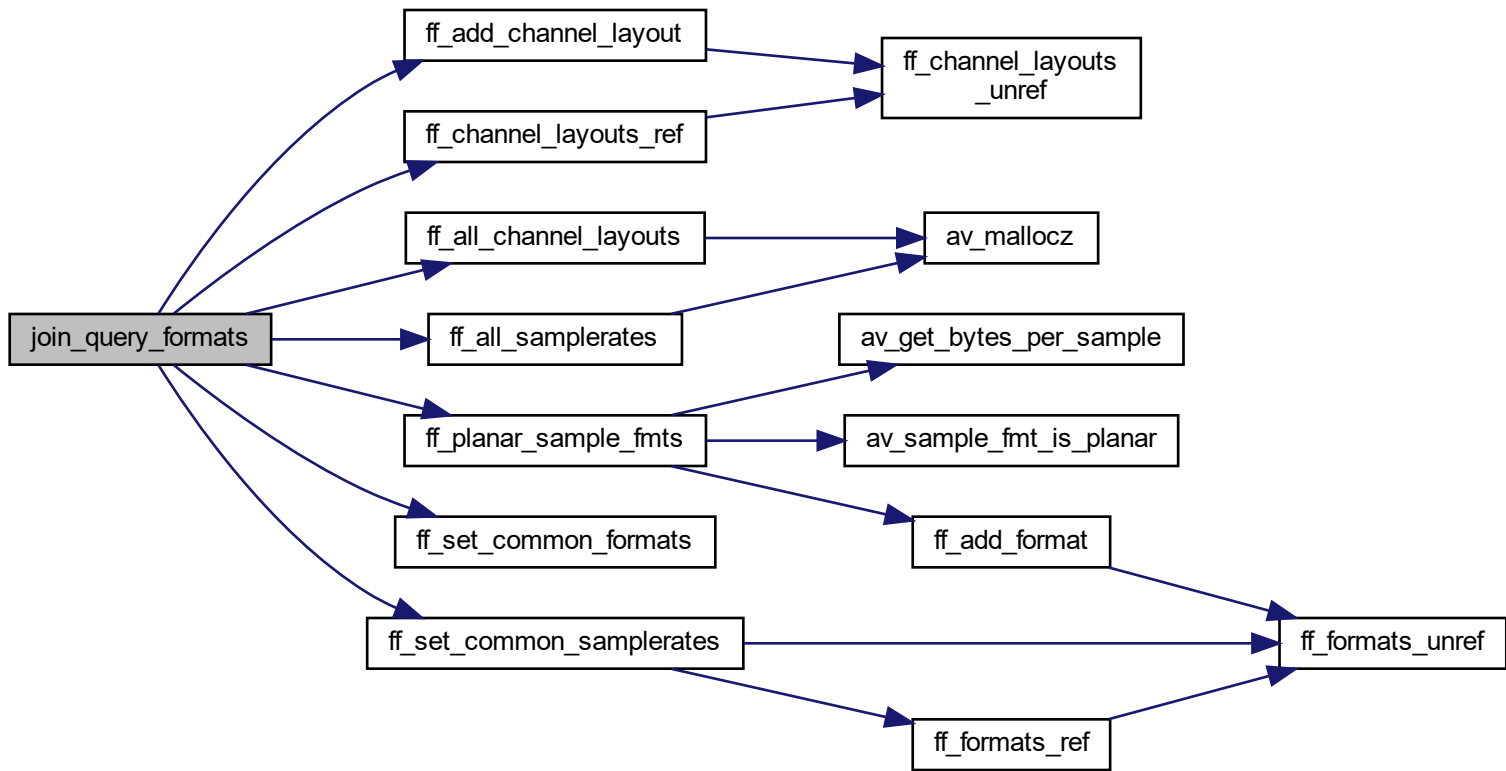 ff_add_channel_layout
ff_channel_layouts
_unref
ff_channel_layouts_ref
ff_all_channel_layouts
av_mallocz
join_query_formats
ff_all_samplerates
av_get_bytes_per_sample
ff_planar_sample_fmts
av_sample_fmt_is_planar
ff_set_common_formats
ff_add_format
ff_set_common_samplerates
ff_formats_unref
ff_formats_ref